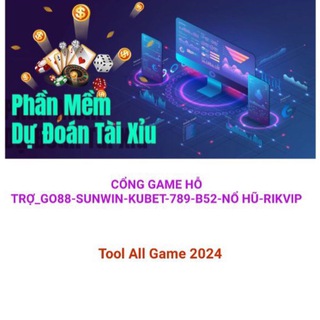 Phần Mềm
Dự Đoán Tài Xỉu
CỔNG GAME HỖ
TRỢ_GO88-SUNWIN-KUBET-789-B52-NỔ HŨ-RIKVIP
Tool All Game 2024